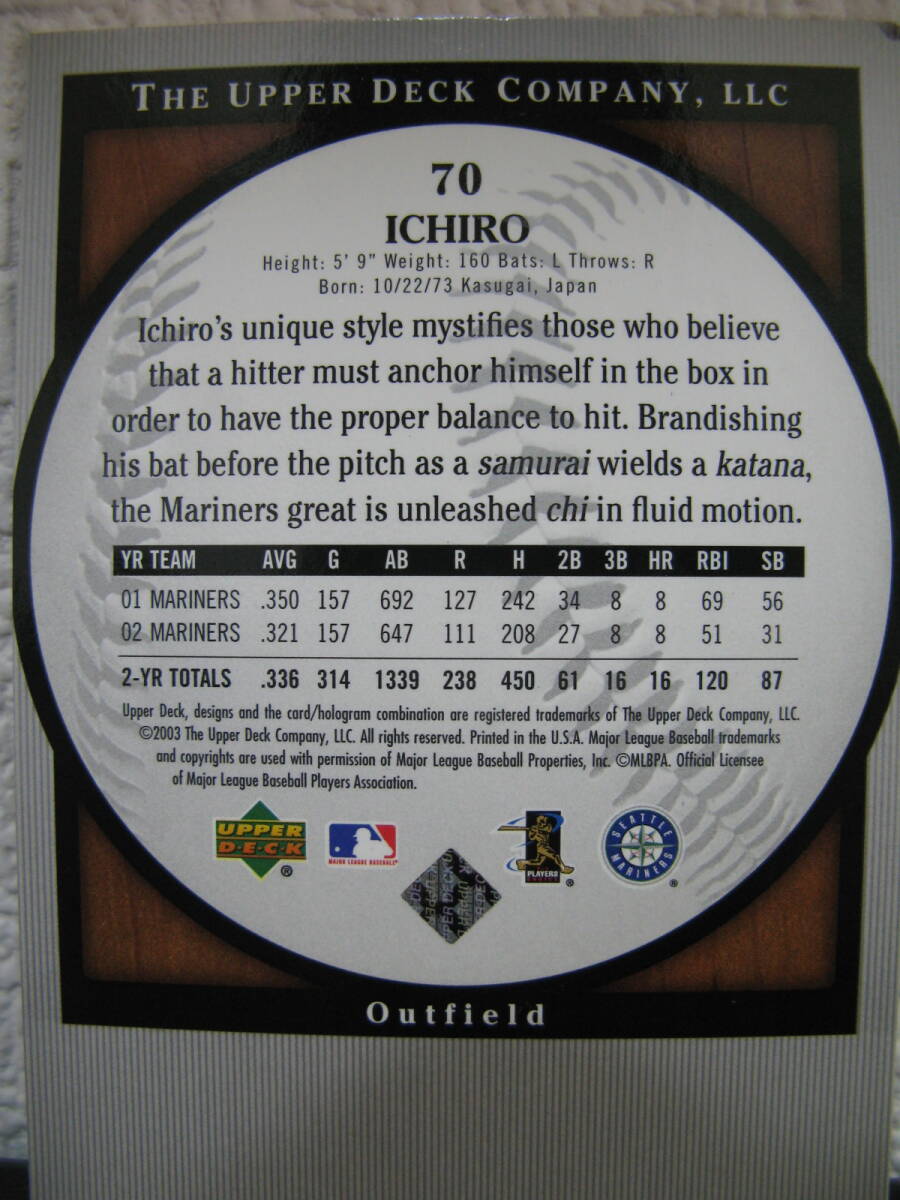 THE UPPER DECK COMPANY, LLC
70
ICHIRO
Height: 5' 9" Weight: 160 Bats: L Throws: R
Born: 10/22/73 Kasugai, Japan
Ichiro's unique style mystifies those who believe
that a hitter must anchor himself in the box in
order to have the proper balance to hit. Brandishing
his bat before the pitch as a samurai wields a katana,
the Mariners great is unleashed chi in fluid motion.
YR TEAM AVG G AB R H 2B 3B HR RBI SB
01 MARINERS .350 157 692 127 242 34 8 8 69 56
02 MARINERS .321 157 647 111 208 27 8 8 51 31
2-YR TOTALS .336 314 1339 238 450 61 16 16 120 87
Upper Deck, designs and the card/hologram combination are registered trademarks of The Upper Deck Company, LLC.
©2003 The Upper Deck Company, LLC. All rights reserved. Printed in the U.S.A. Major League Baseball trademarks
and copyrights are used with permission of Major League Baseball Properties, Inc. ©MLBPA. Official Licensee
of Major League Baseball Players Association.
UPPER
D·E·C·K
®
MAJOR LEAGUE BASEBALL
PLAYERS
CHOICE
®
SEATTLE
MARINERS
®
Outfield